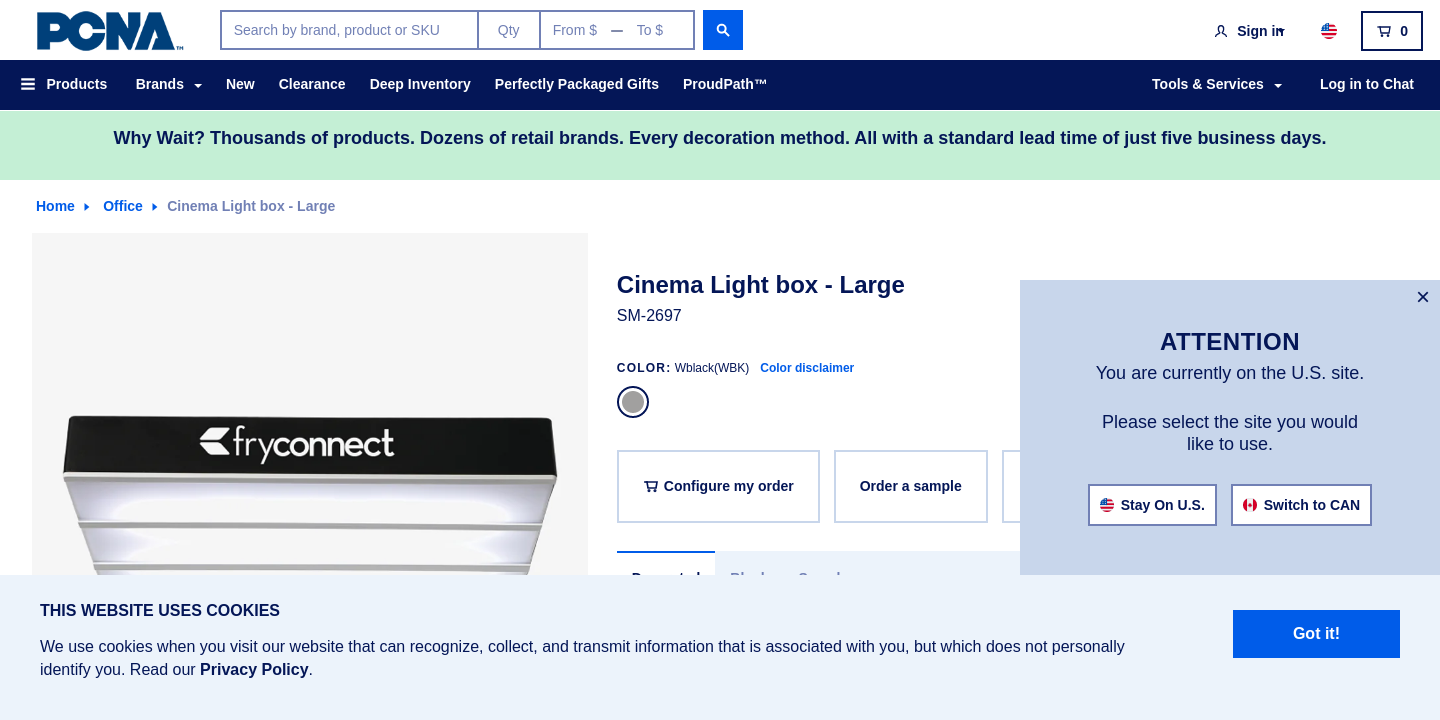 PCNA™
Search by brand, product or SKU
Qty
From $ — To $
Sign in
0
Products
Brands
New
Clearance
Deep Inventory
Perfectly Packaged Gifts
ProudPath™
Tools & Services
Log in to Chat
Why Wait? Thousands of products. Dozens of retail brands. Every decoration method. All with a standard lead time of just five business days.
Home
Office
Cinema Light box - Large
fryconnect
Cinema Light box - Large
SM-2697
COLOR: Wblack(WBK) Color disclaimer
Configure my order
Order a sample
×
ATTENTION
You are currently on the U.S. site.
Please select the site you would
like to use.
Stay On U.S.
Switch to CAN
THIS WEBSITE USES COOKIES
We use cookies when you visit our website that can recognize, collect, and transmit information that is associated with you, but which does not personally
identify you. Read our Privacy Policy.
Got it!